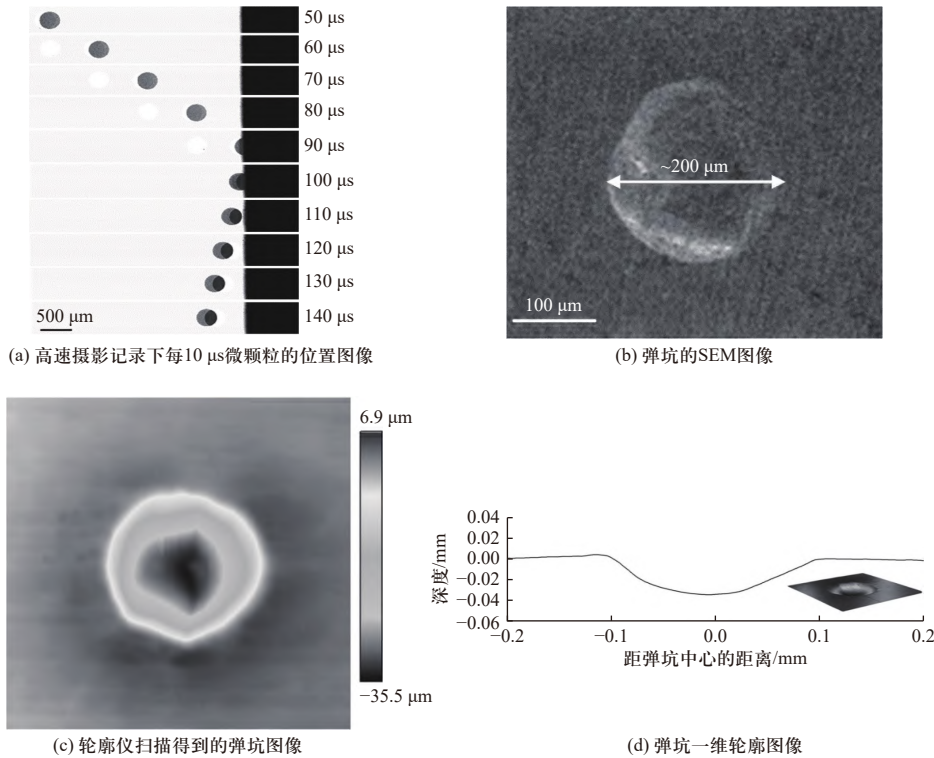 50 μs
60 μs
70 μs
80 μs
90 μs
100 μs
110 μs
120 μs
130 μs
140 μs
500 μm
(a) 高速摄影记录下每10 μs微颗粒的位置图像
~200 μm
100 μm
(b) 弹坑的SEM图像
6.9 μm
−35.5 μm
(c) 轮廓仪扫描得到的弹坑图像
0.04
0.02
0.00
−0.02
−0.04
−0.06
深度/mm
−0.2 −0.1 0.0 0.1 0.2
距弹坑中心的距离/mm
(d) 弹坑一维轮廓图像